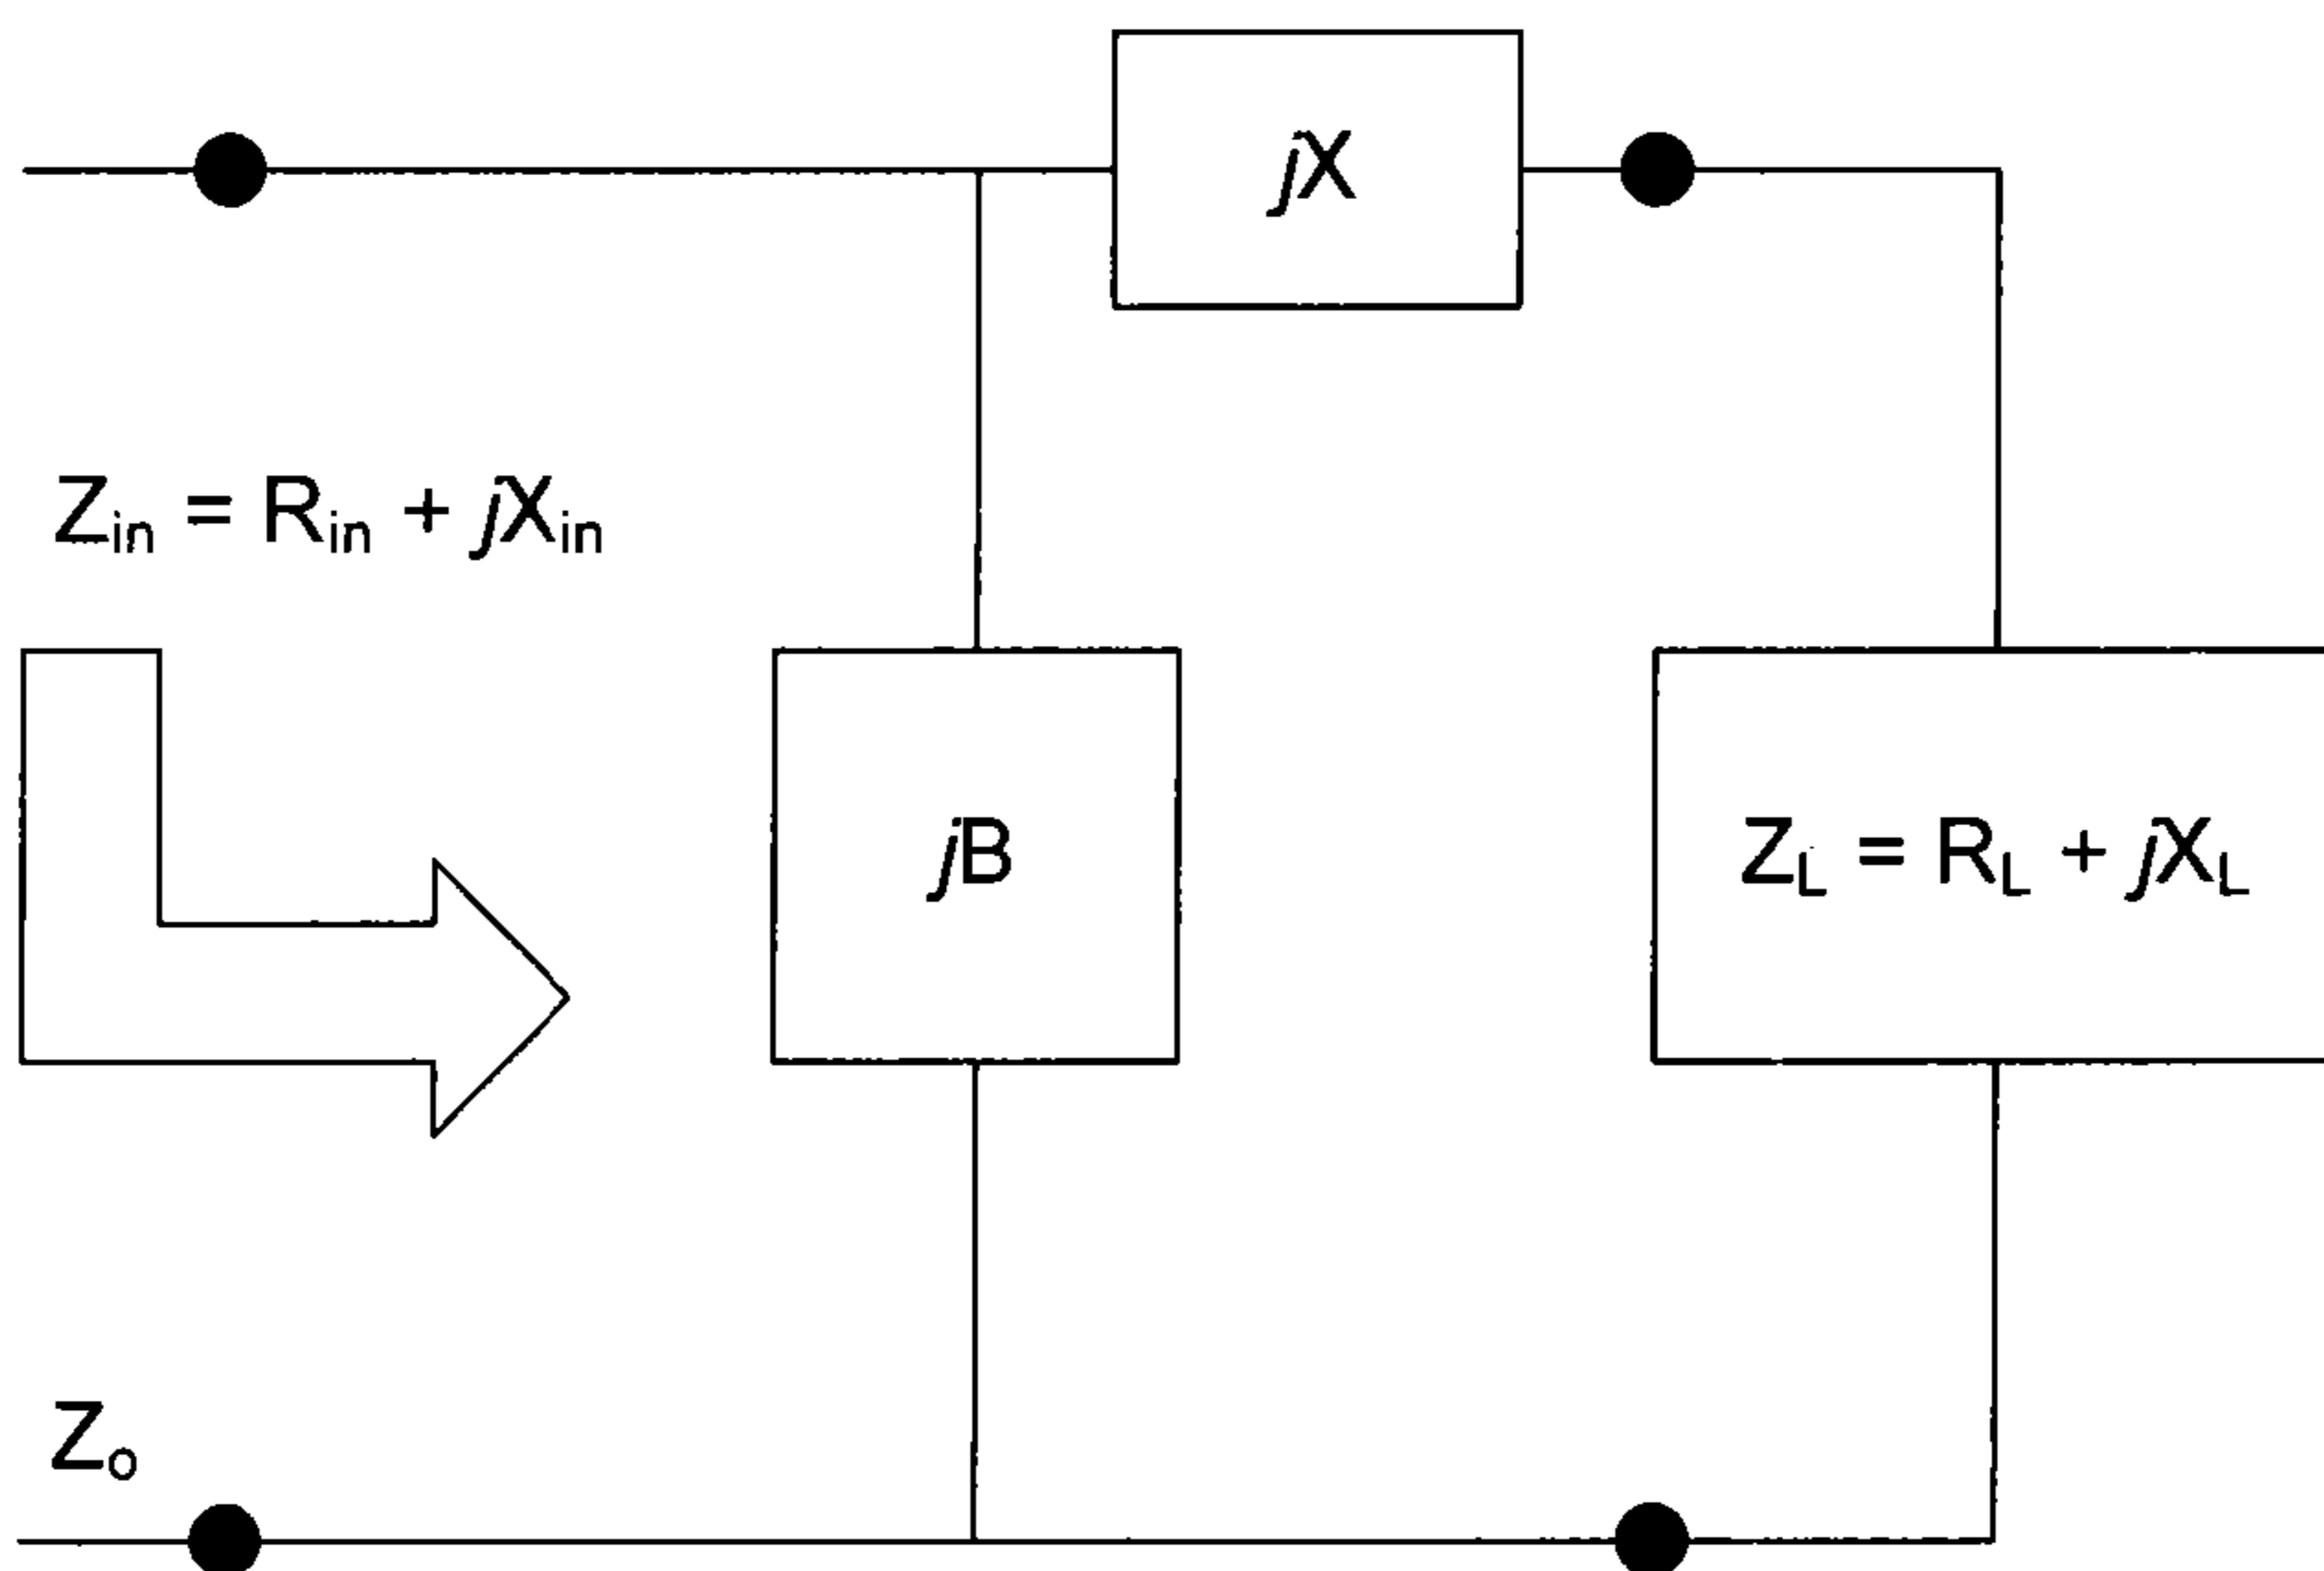 jX
Z_in = R_in + jX_in
jB
Z_L = R_L + jX_L
Z_o